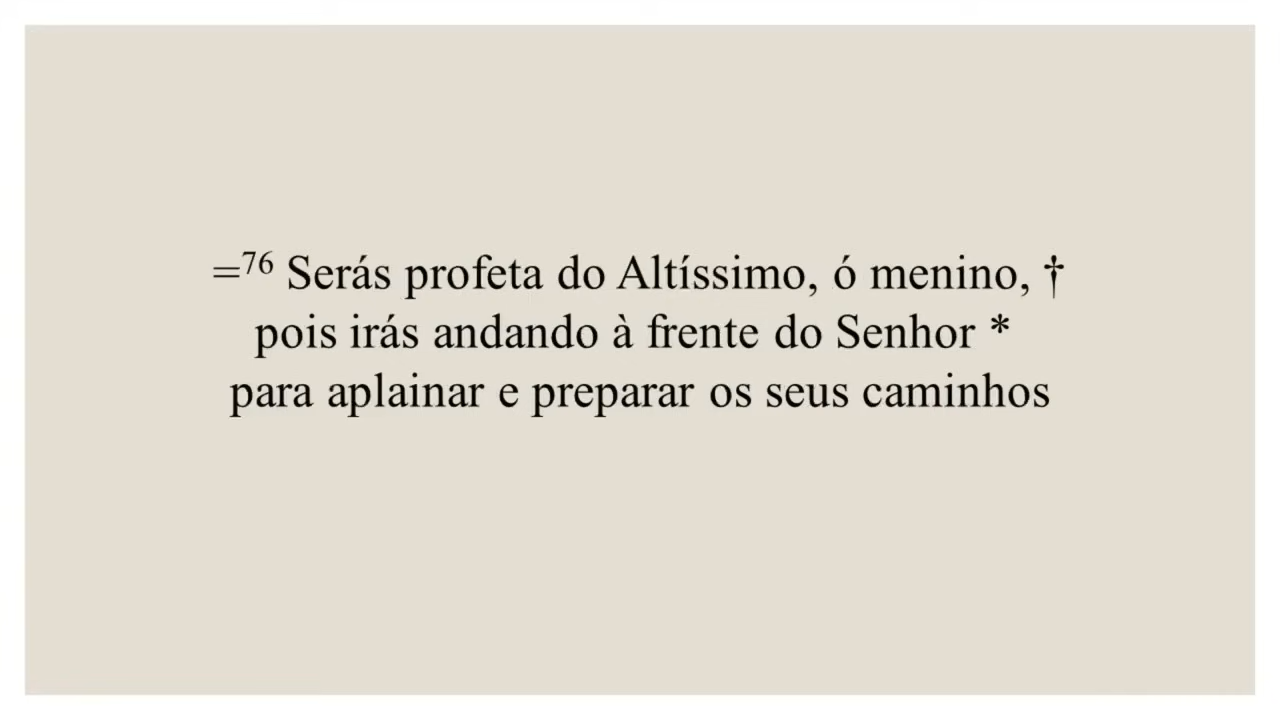 =⁷⁶ Serás profeta do Altíssimo, ó menino, †
pois irás andando à frente do Senhor *
para aplainar e preparar os seus caminhos